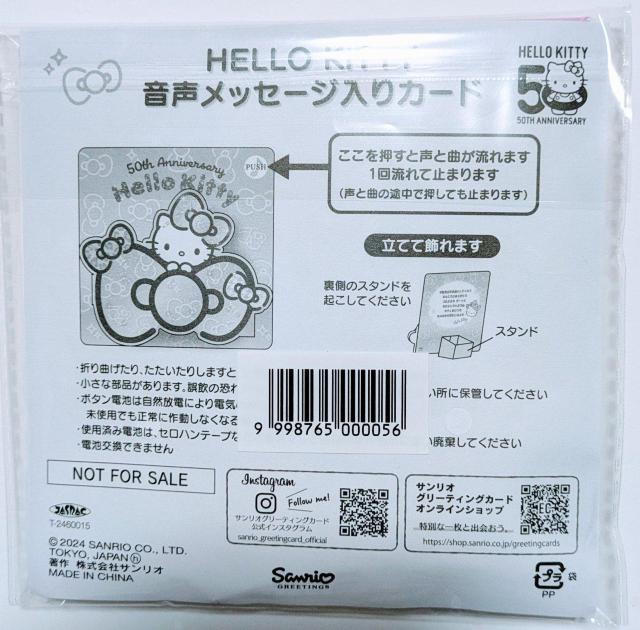 HELLO KITTY
音声メッセージ入りカード
HELLO KITTY
50
50TH ANNIVERSARY
50th Anniversary
Hello Kitty
PUSH
ここを押すと声と曲が流れます
1回流れて止まります
(声と曲の途中で押しても止まります)
立てて飾れます
裏側のスタンドを
起こしてください
スタンド
・折り曲げたり、たたいたりしますと
・小さな部品があります。誤飲の恐れ
・ボタン電池は自然放電により電気
未使用でも正常に作動しなくなる
い所に保管してください
・使用済み電池は、セロハンテープな
い廃棄してください
・電池交換できません
9 998765 000056
NOT FOR SALE
JASRAC
T-2460015
© 2024 SANRIO CO., LTD.
TOKYO, JAPAN Ⓗ
著作 株式会社サンリオ
MADE IN CHINA
Instagram
Follow me!
サンリオグリーティングカード
公式インスタグラム
sanrio_greetingcard_official
サンリオ
グリーティングカード
オンラインショップ
特別な一枚と出会おう。
https://shop.sanrio.co.jp/greetingcards
EC
Sanrio
GREETINGS
プラ
袋
PP